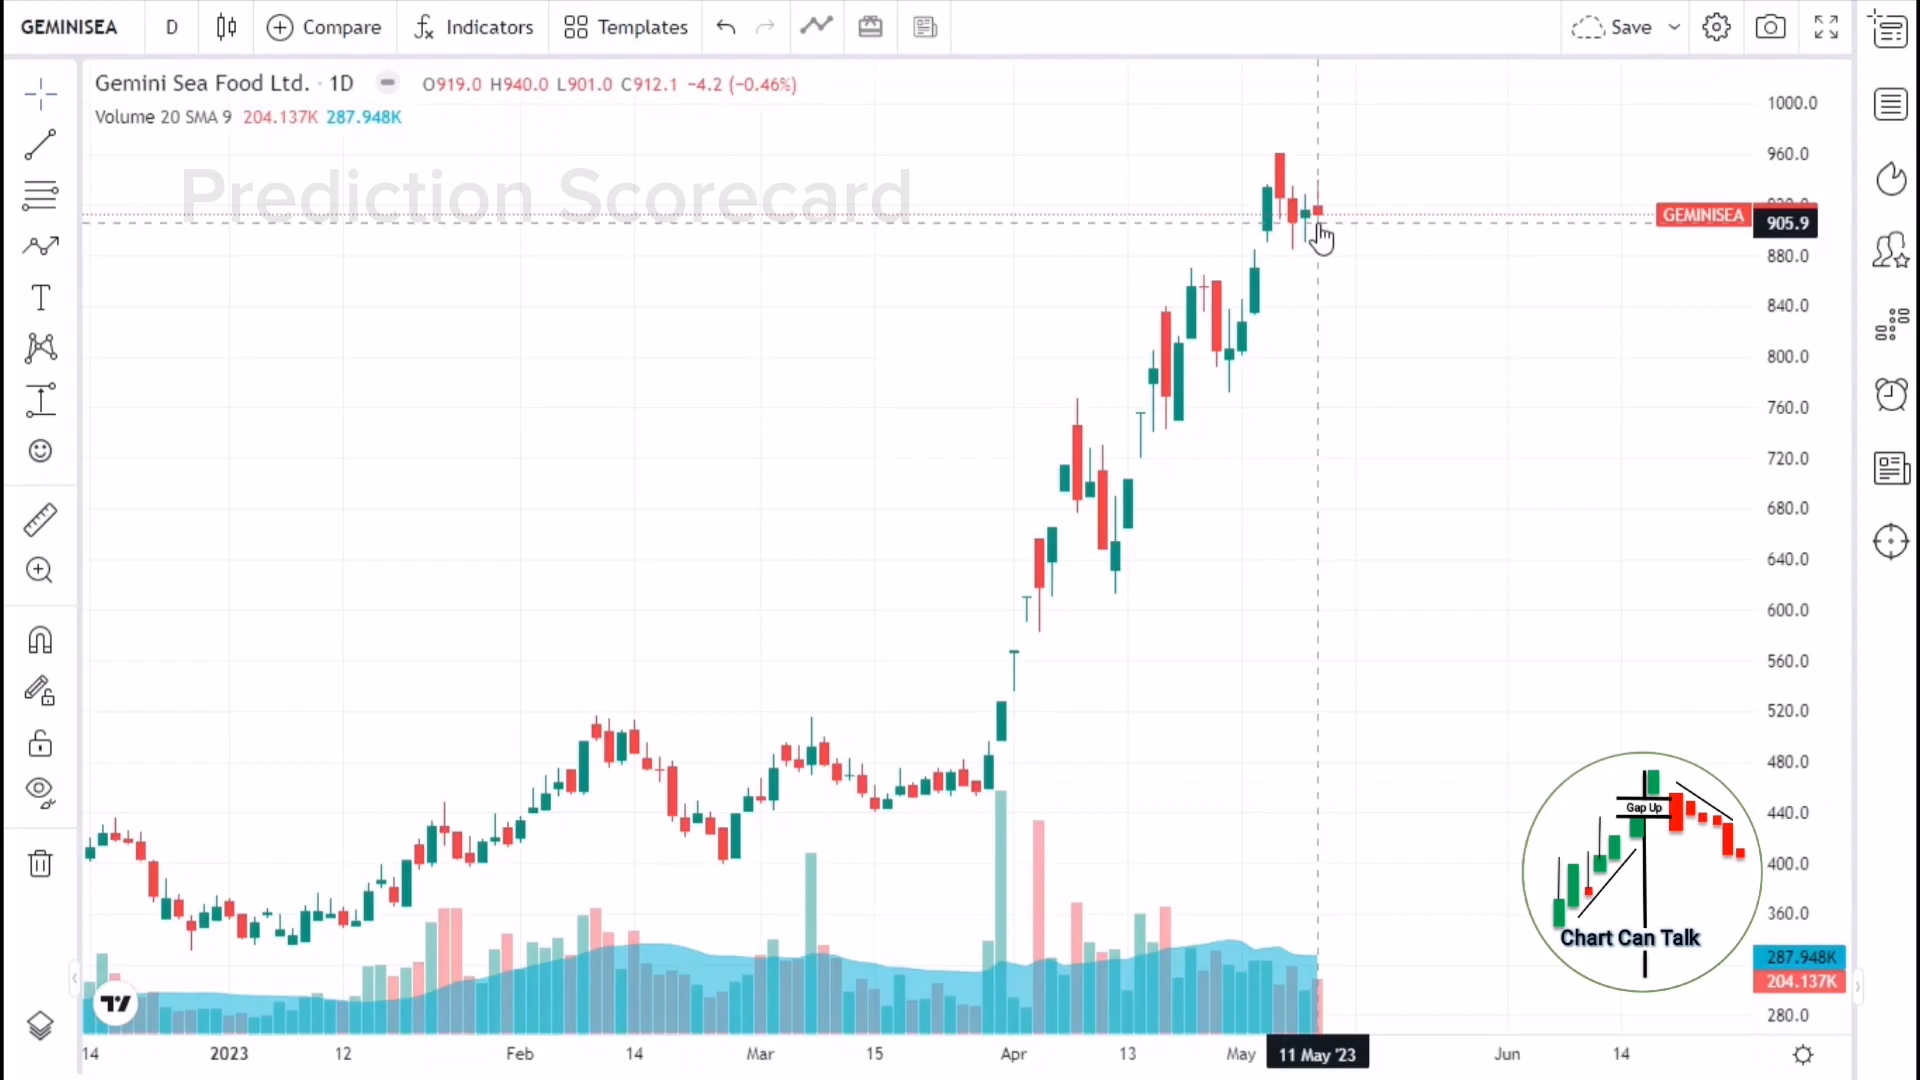 GEMINISEA D Compare Indicators Templates Save
Gemini Sea Food Ltd. · 1D O919.0 H940.0 L901.0 C912.1 −4.2 (−0.46%)
Volume 20 SMA 9 204.137K 287.948K
Prediction Scorecard
1000.0
960.0
GEMINISEA 905.9
880.0
840.0
800.0
760.0
720.0
680.0
640.0
600.0
560.0
520.0
480.0
440.0
400.0
360.0
287.948K
204.137K
280.0
Gap Up
Chart Can Talk
14 2023 12 Feb 14 Mar 15 Apr 13 May 11 May '23 Jun 14